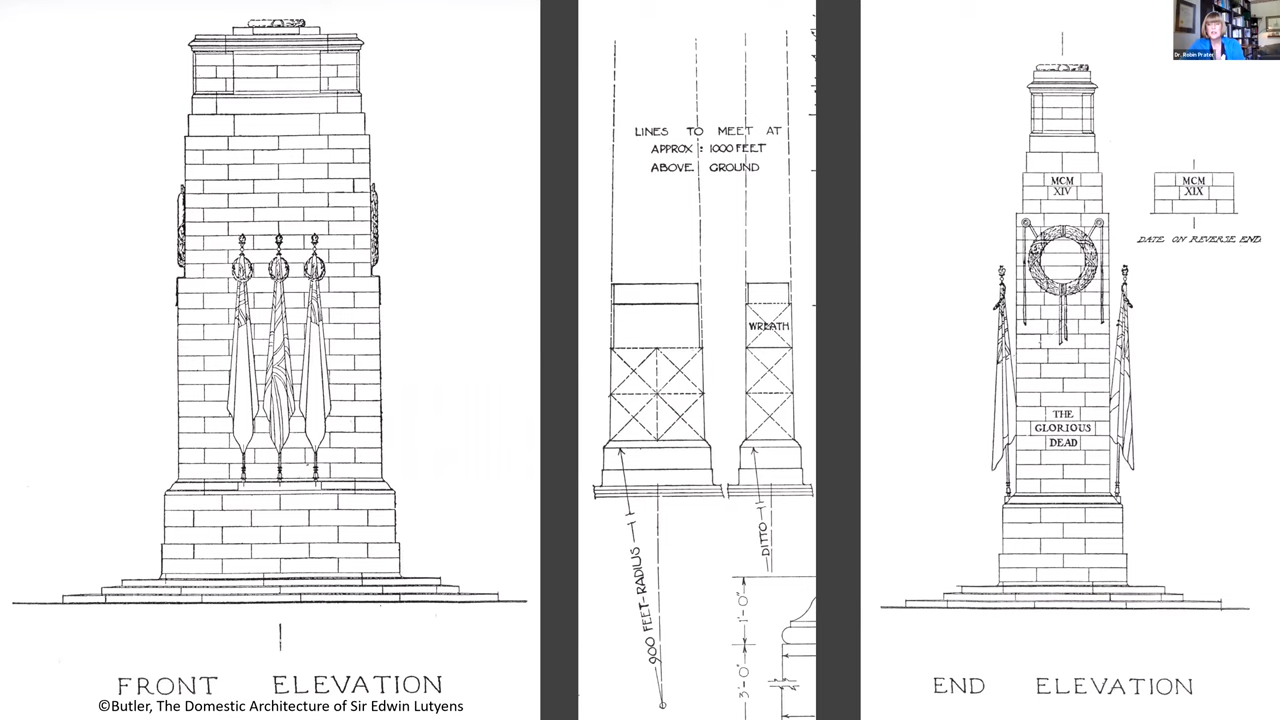 FRONT ELEVATION
©Butler, The Domestic Architecture of Sir Edwin Lutyens
LINES TO MEET AT
APPROX : 1000 FEET
ABOVE GROUND
WREATH
900 FEET-RADIUS
DITTO
1'-0"
3'-0"
MCM
XIV
THE
GLORIOUS
DEAD
MCM
XIX
DATE ON REVERSE END
END ELEVATION
Dr. Robin Prater